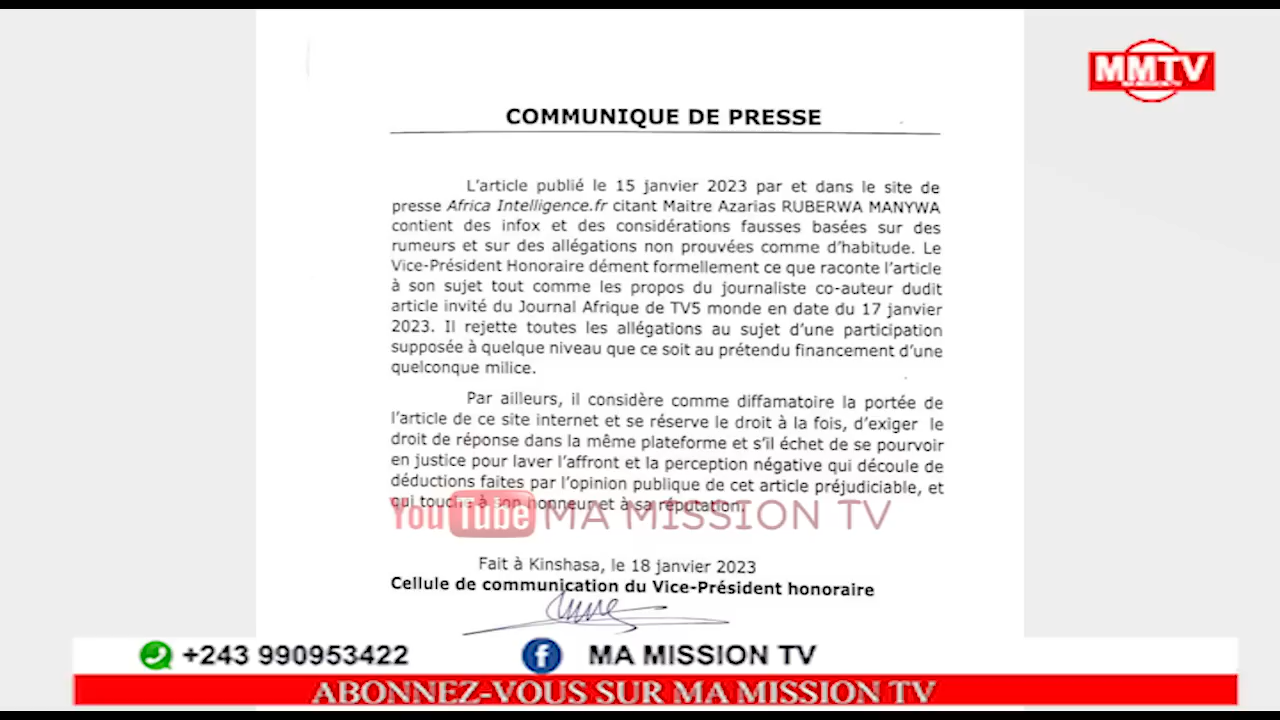 MMTV
MA MISSION TV
COMMUNIQUE DE PRESSE
L'article publié le 15 janvier 2023 par et dans le site de
presse Africa Intelligence.fr citant Maitre Azarias RUBERWA MANYWA
contient des infox et des considérations fausses basées sur des
rumeurs et sur des allégations non prouvées comme d'habitude. Le
Vice-Président Honoraire dément formellement ce que raconte l'article
à son sujet tout comme les propos du journaliste co-auteur dudit
article invité du Journal Afrique de TV5 monde en date du 17 janvier
2023. Il rejette toutes les allégations au sujet d'une participation
supposée à quelque niveau que ce soit au prétendu financement d'une
quelconque milice.
Par ailleurs, il considère comme diffamatoire la portée de
l'article de ce site internet et se réserve le droit à la fois, d'exiger le
droit de réponse dans la même plateforme et s'il échet de se pourvoir
en justice pour laver l'affront et la perception négative qui découle de
déductions faites par l'opinion publique de cet article préjudiciable, et
qui touche à son honneur et à sa réputation.
YouTube MA MISSION TV
Fait à Kinshasa, le 18 janvier 2023
Cellule de communication du Vice-Président honoraire
+243 990953422 MA MISSION TV
ABONNEZ-VOUS SUR MA MISSION TV